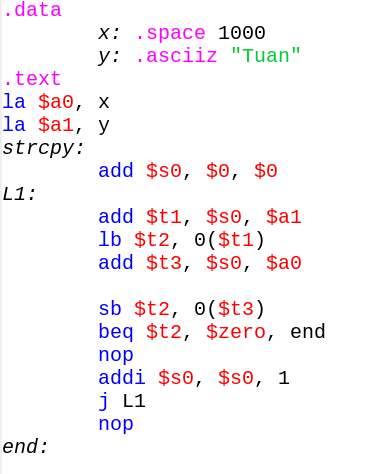 .data
x: .space 1000
y: .asciiz "Tuan"
.text
la $a0, x
la $a1, y
strcpy:
add $s0, $0, $0
L1:
add $t1, $s0, $a1
lb $t2, 0($t1)
add $t3, $s0, $a0
sb $t2, 0($t3)
beq $t2, $zero, end
nop
addi $s0, $s0, 1
j L1
nop
end: